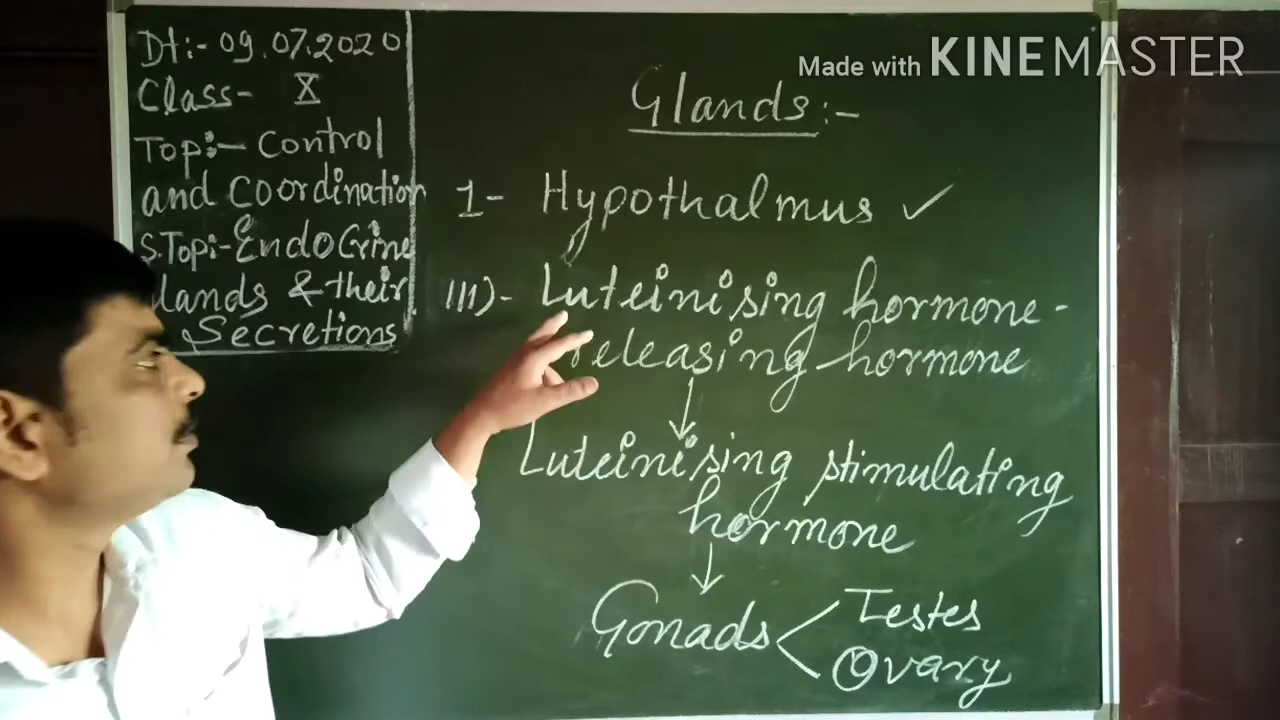 Dt:- 09.07.2020
Class- X
Top:- Control
and Coordination
S.Top:- Endocrine
lands & their
Secretions
Made with KINEMASTER
Glands:-
1- Hypothalmus ✓
III)- Luteinising hormone-
releasing hormone
↓
Luteinising stimulating
hormone
↓
Gonads < Testes
Ovary